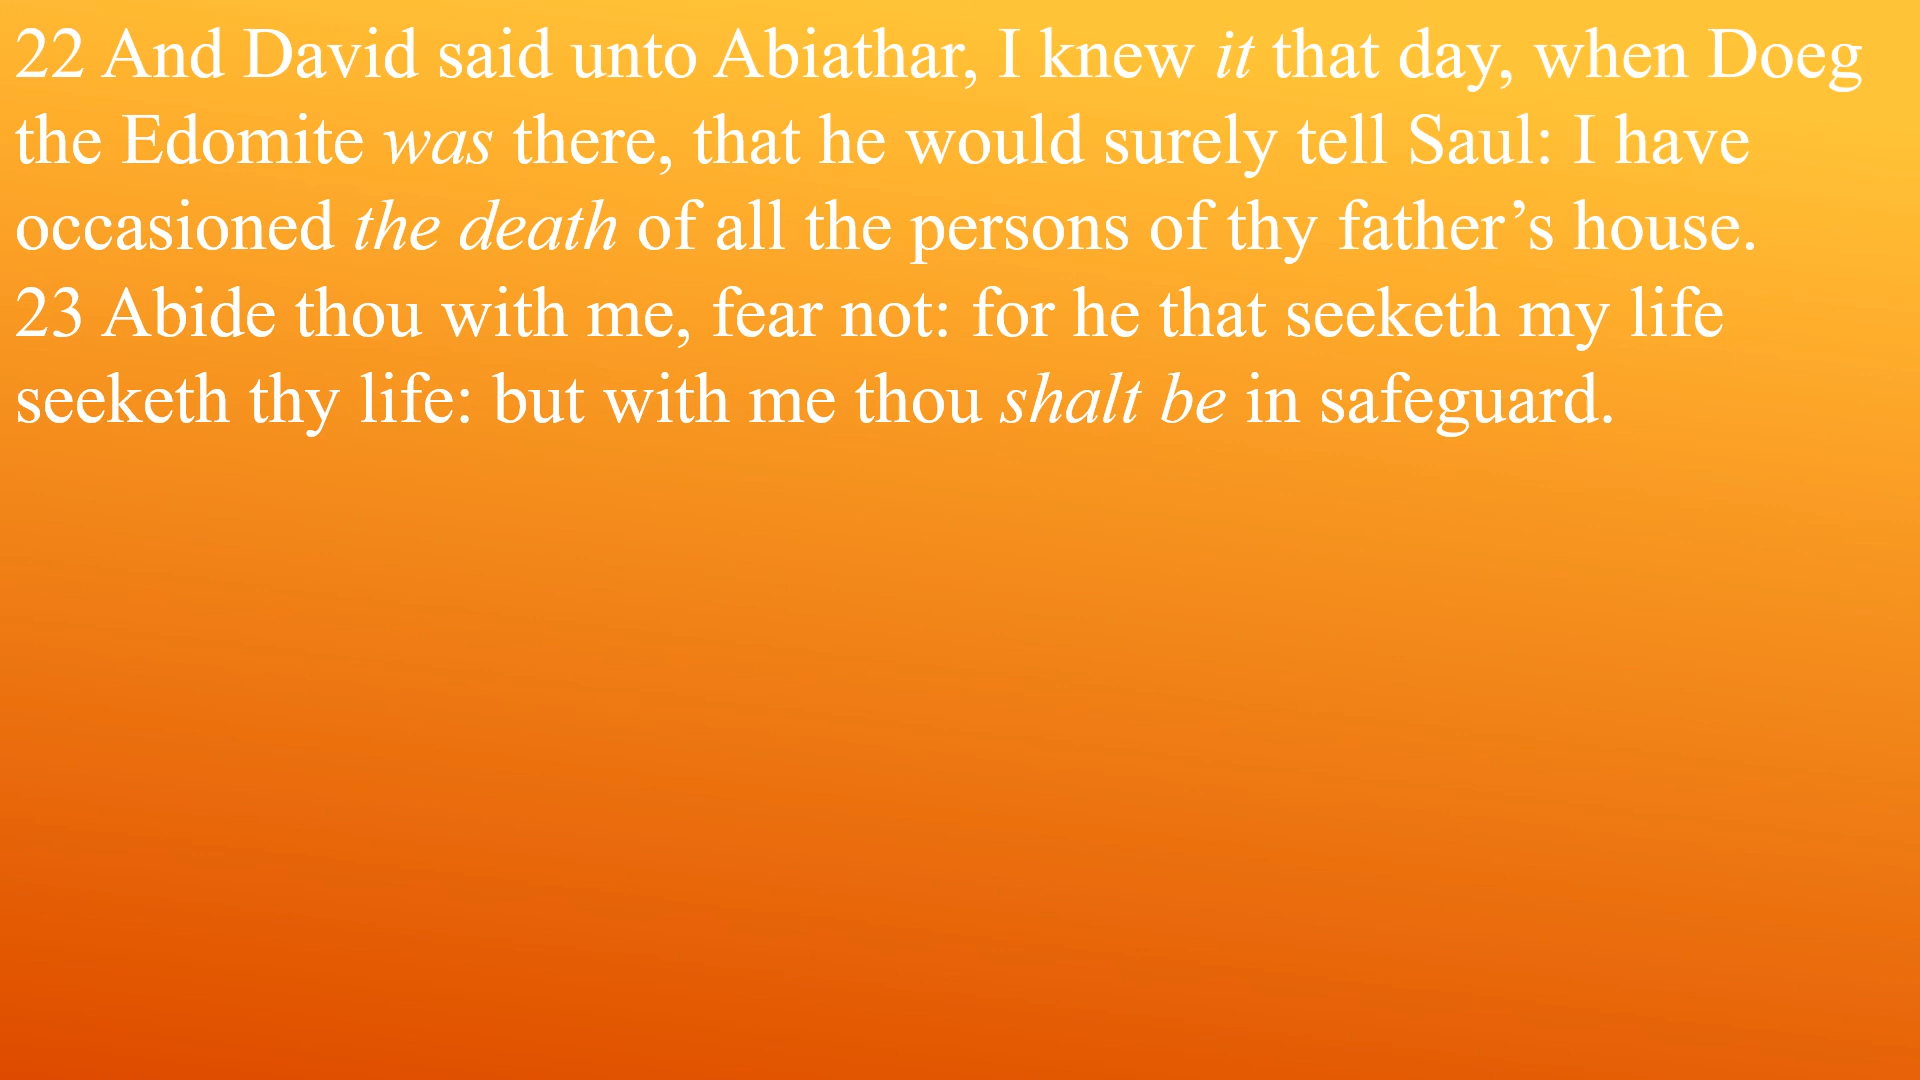 22 And David said unto Abiathar, I knew it that day, when Doeg
the Edomite was there, that he would surely tell Saul: I have
occasioned the death of all the persons of thy father’s house.
23 Abide thou with me, fear not: for he that seeketh my life
seeketh thy life: but with me thou shalt be in safeguard.